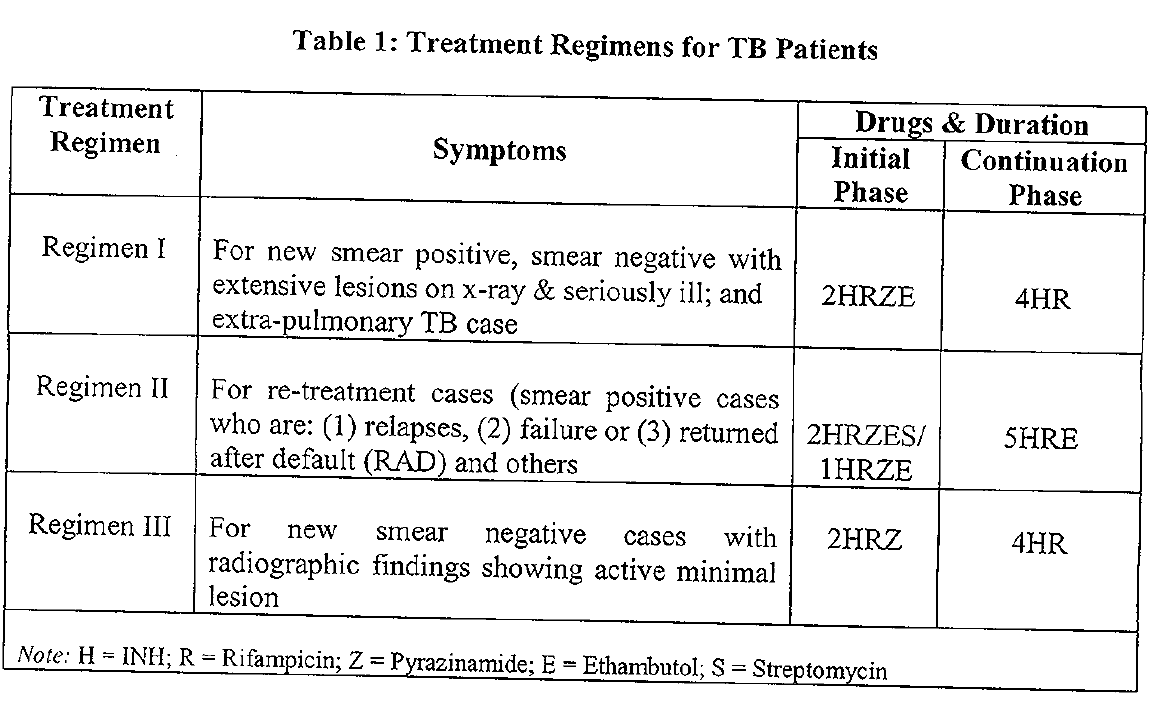 Table 1: Treatment Regimens for TB Patients
Treatment
Regimen
Symptoms
Drugs & Duration
Initial
Phase
Continuation
Phase
Regimen I
For new smear positive, smear negative with
extensive lesions on x-ray & seriously ill; and
extra-pulmonary TB case
2HRZE
4HR
Regimen II
For re-treatment cases (smear positive cases
who are: (1) relapses, (2) failure or (3) returned
after default (RAD) and others
2HRZES/
1HRZE
5HRE
Regimen III
For new smear negative cases with
radiographic findings showing active minimal
lesion
2HRZ
4HR
Note: H = INH; R = Rifampicin; Z = Pyrazinamide; E = Ethambutol; S = Streptomycin